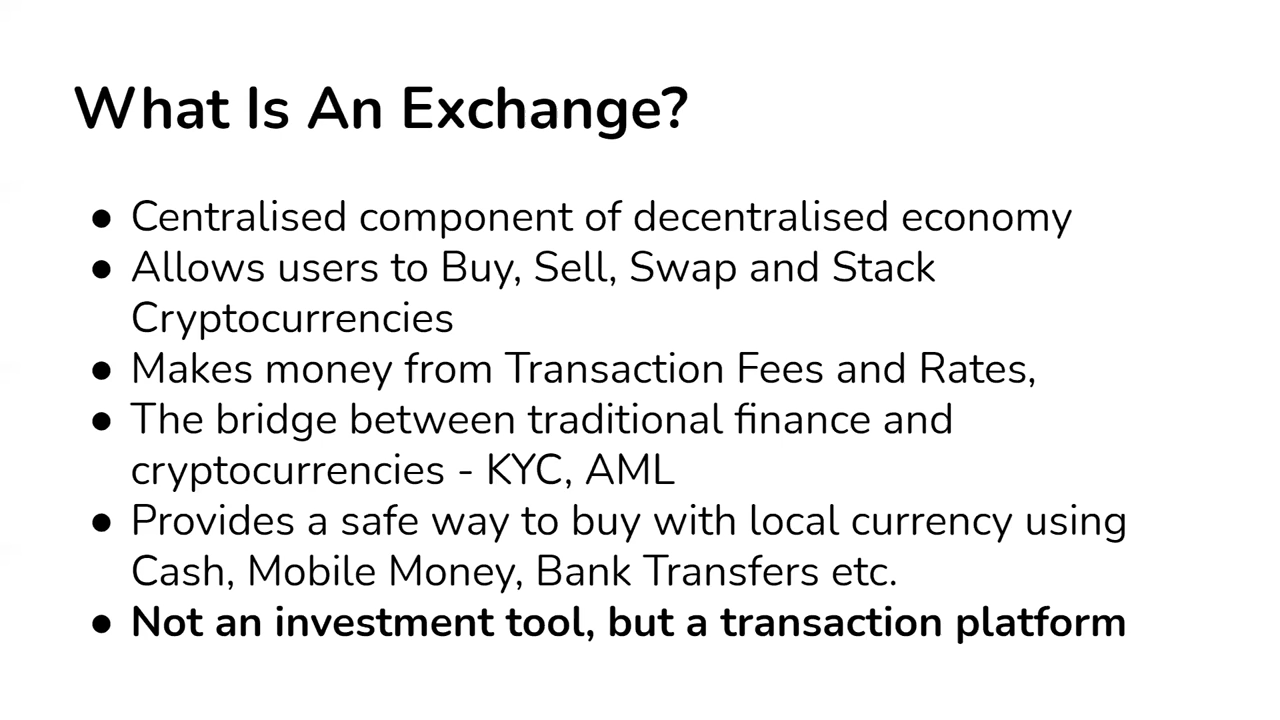 What Is An Exchange?
● Centralised component of decentralised economy
● Allows users to Buy, Sell, Swap and Stack
Cryptocurrencies
● Makes money from Transaction Fees and Rates,
● The bridge between traditional finance and
cryptocurrencies - KYC, AML
● Provides a safe way to buy with local currency using
Cash, Mobile Money, Bank Transfers etc.
● Not an investment tool, but a transaction platform